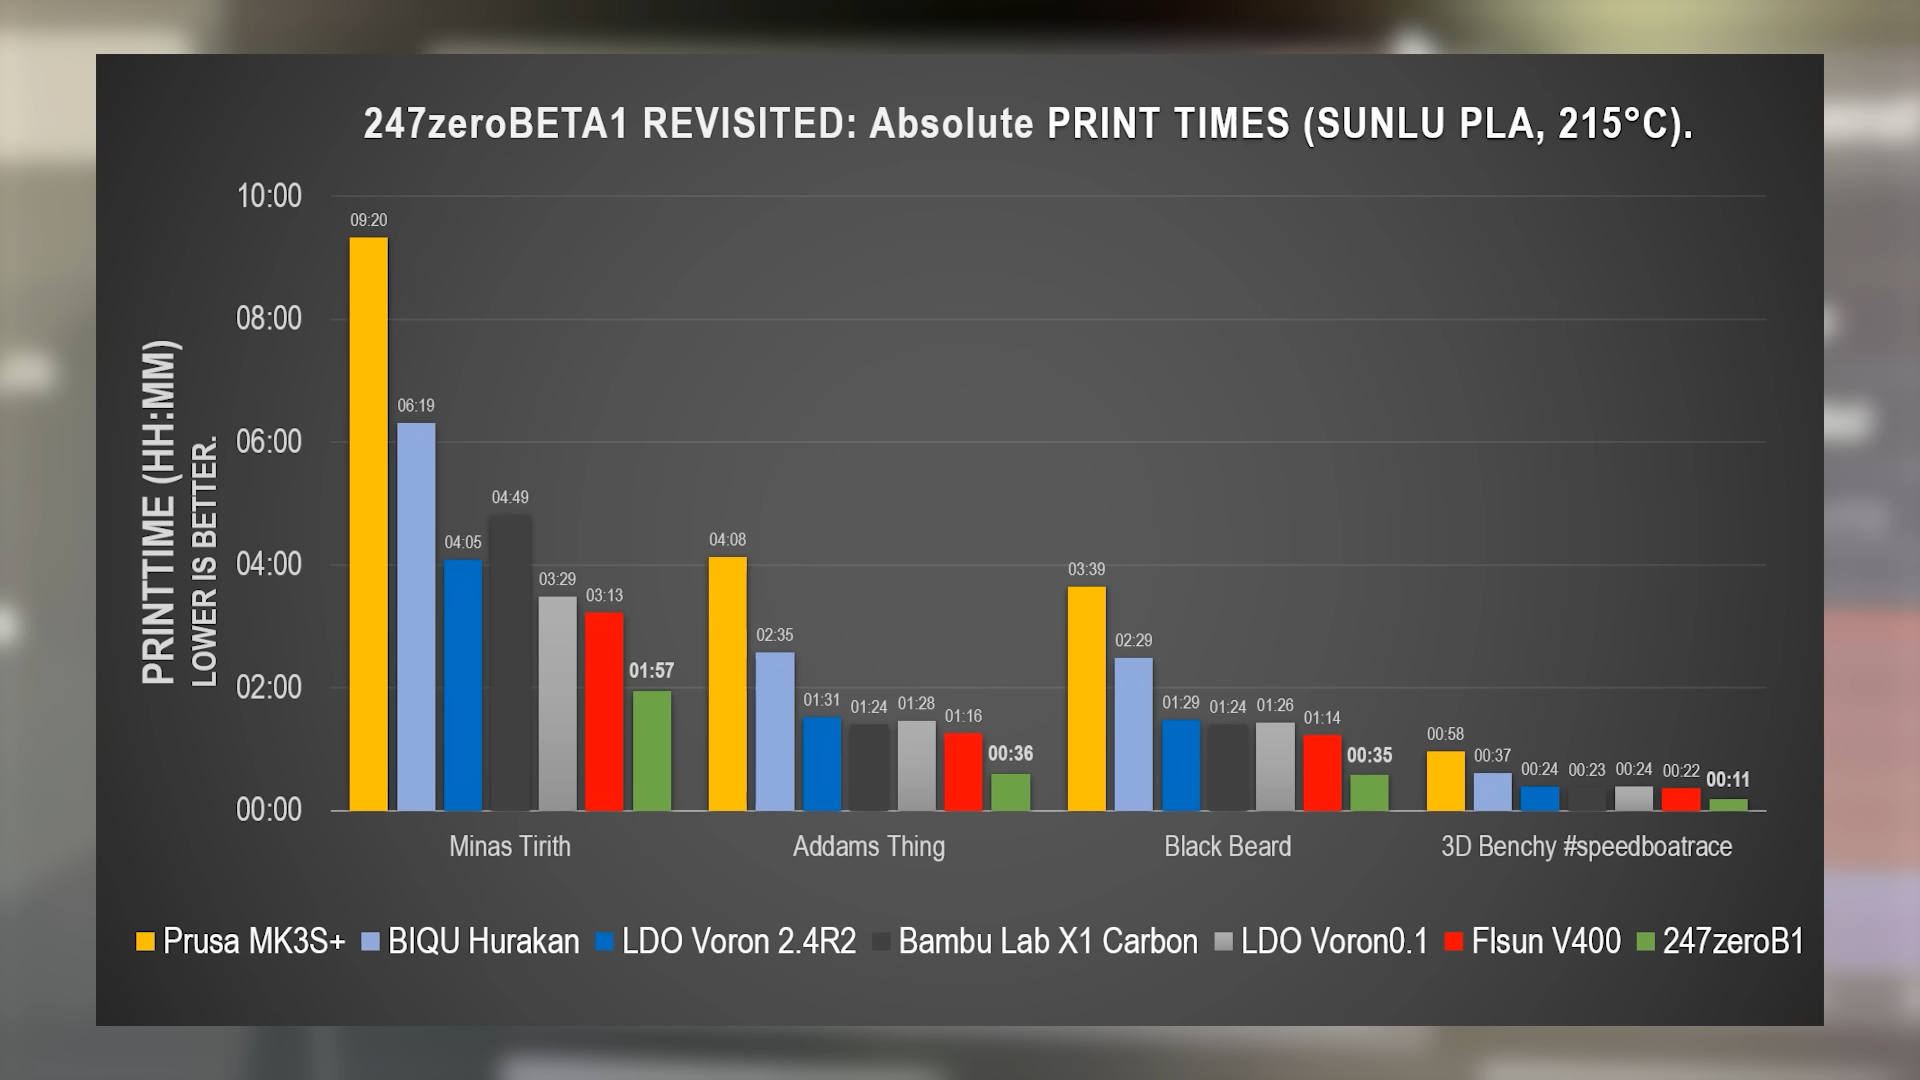 247zeroBETA1 REVISITED: Absolute PRINT TIMES (SUNLU PLA, 215°C).
PRINTTIME (HH:MM)
LOWER IS BETTER.
10:00
08:00
06:00
04:00
02:00
00:00
09:20
06:19
04:05
04:49
03:29
03:13
01:57
04:08
02:35
01:31
01:24
01:28
01:16
00:36
03:39
02:29
01:29
01:24
01:26
01:14
00:35
00:58
00:37
00:24
00:23
00:24
00:22
00:11
Minas Tirith
Addams Thing
Black Beard
3D Benchy #speedboatrace
Prusa MK3S+
BIQU Hurakan
LDO Voron 2.4R2
Bambu Lab X1 Carbon
LDO Voron0.1
Flsun V400
247zeroB1